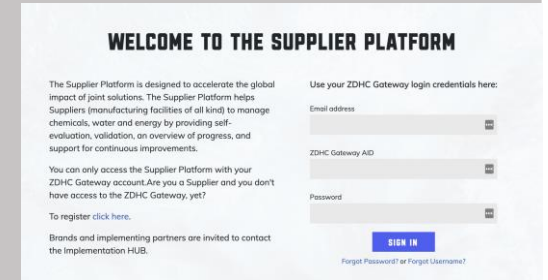 WELCOME TO THE SUPPLIER PLATFORM
The Supplier Platform is designed to accelerate the global
impact of joint solutions. The Supplier Platform helps
Suppliers (manufacturing facilities of all kind) to manage
chemicals, water and energy by providing self-
evaluation, validation, an overview of progress, and
support for continuous improvements.
You can only access the Supplier Platform with your
ZDHC Gateway account.Are you a Supplier and you don't
have access to the ZDHC Gateway, yet?
To register click here.
Brands and implementing partners are invited to contact
the Implementation HUB.
Use your ZDHC Gateway login credentials here:
Email address
ZDHC Gateway AID
Password
SIGN IN
Forgot Password? or Forgot Username?